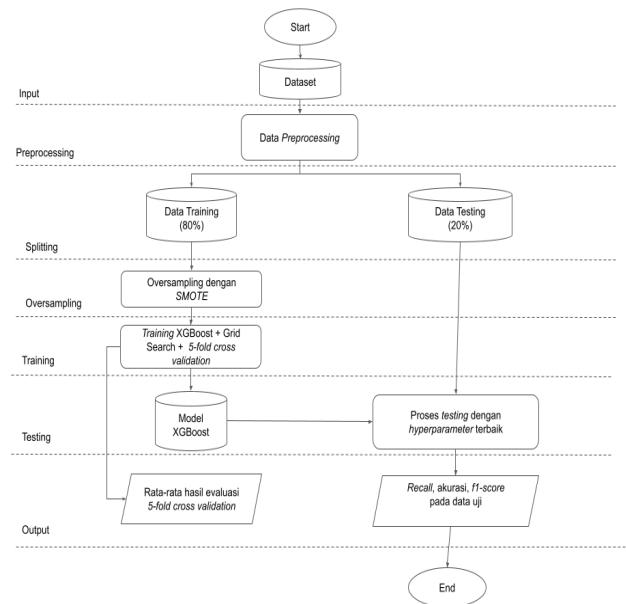 Start
Dataset
Input
Data Preprocessing
Preprocessing
Data Training
(80%)
Data Testing
(20%)
Splitting
Oversampling dengan
SMOTE
Oversampling
Training XGBoost + Grid
Search + 5-fold cross
validation
Training
Model
XGBoost
Proses testing dengan
hyperparameter terbaik
Testing
Rata-rata hasil evaluasi
5-fold cross validation
Recall, akurasi, f1-score
pada data uji
Output
End